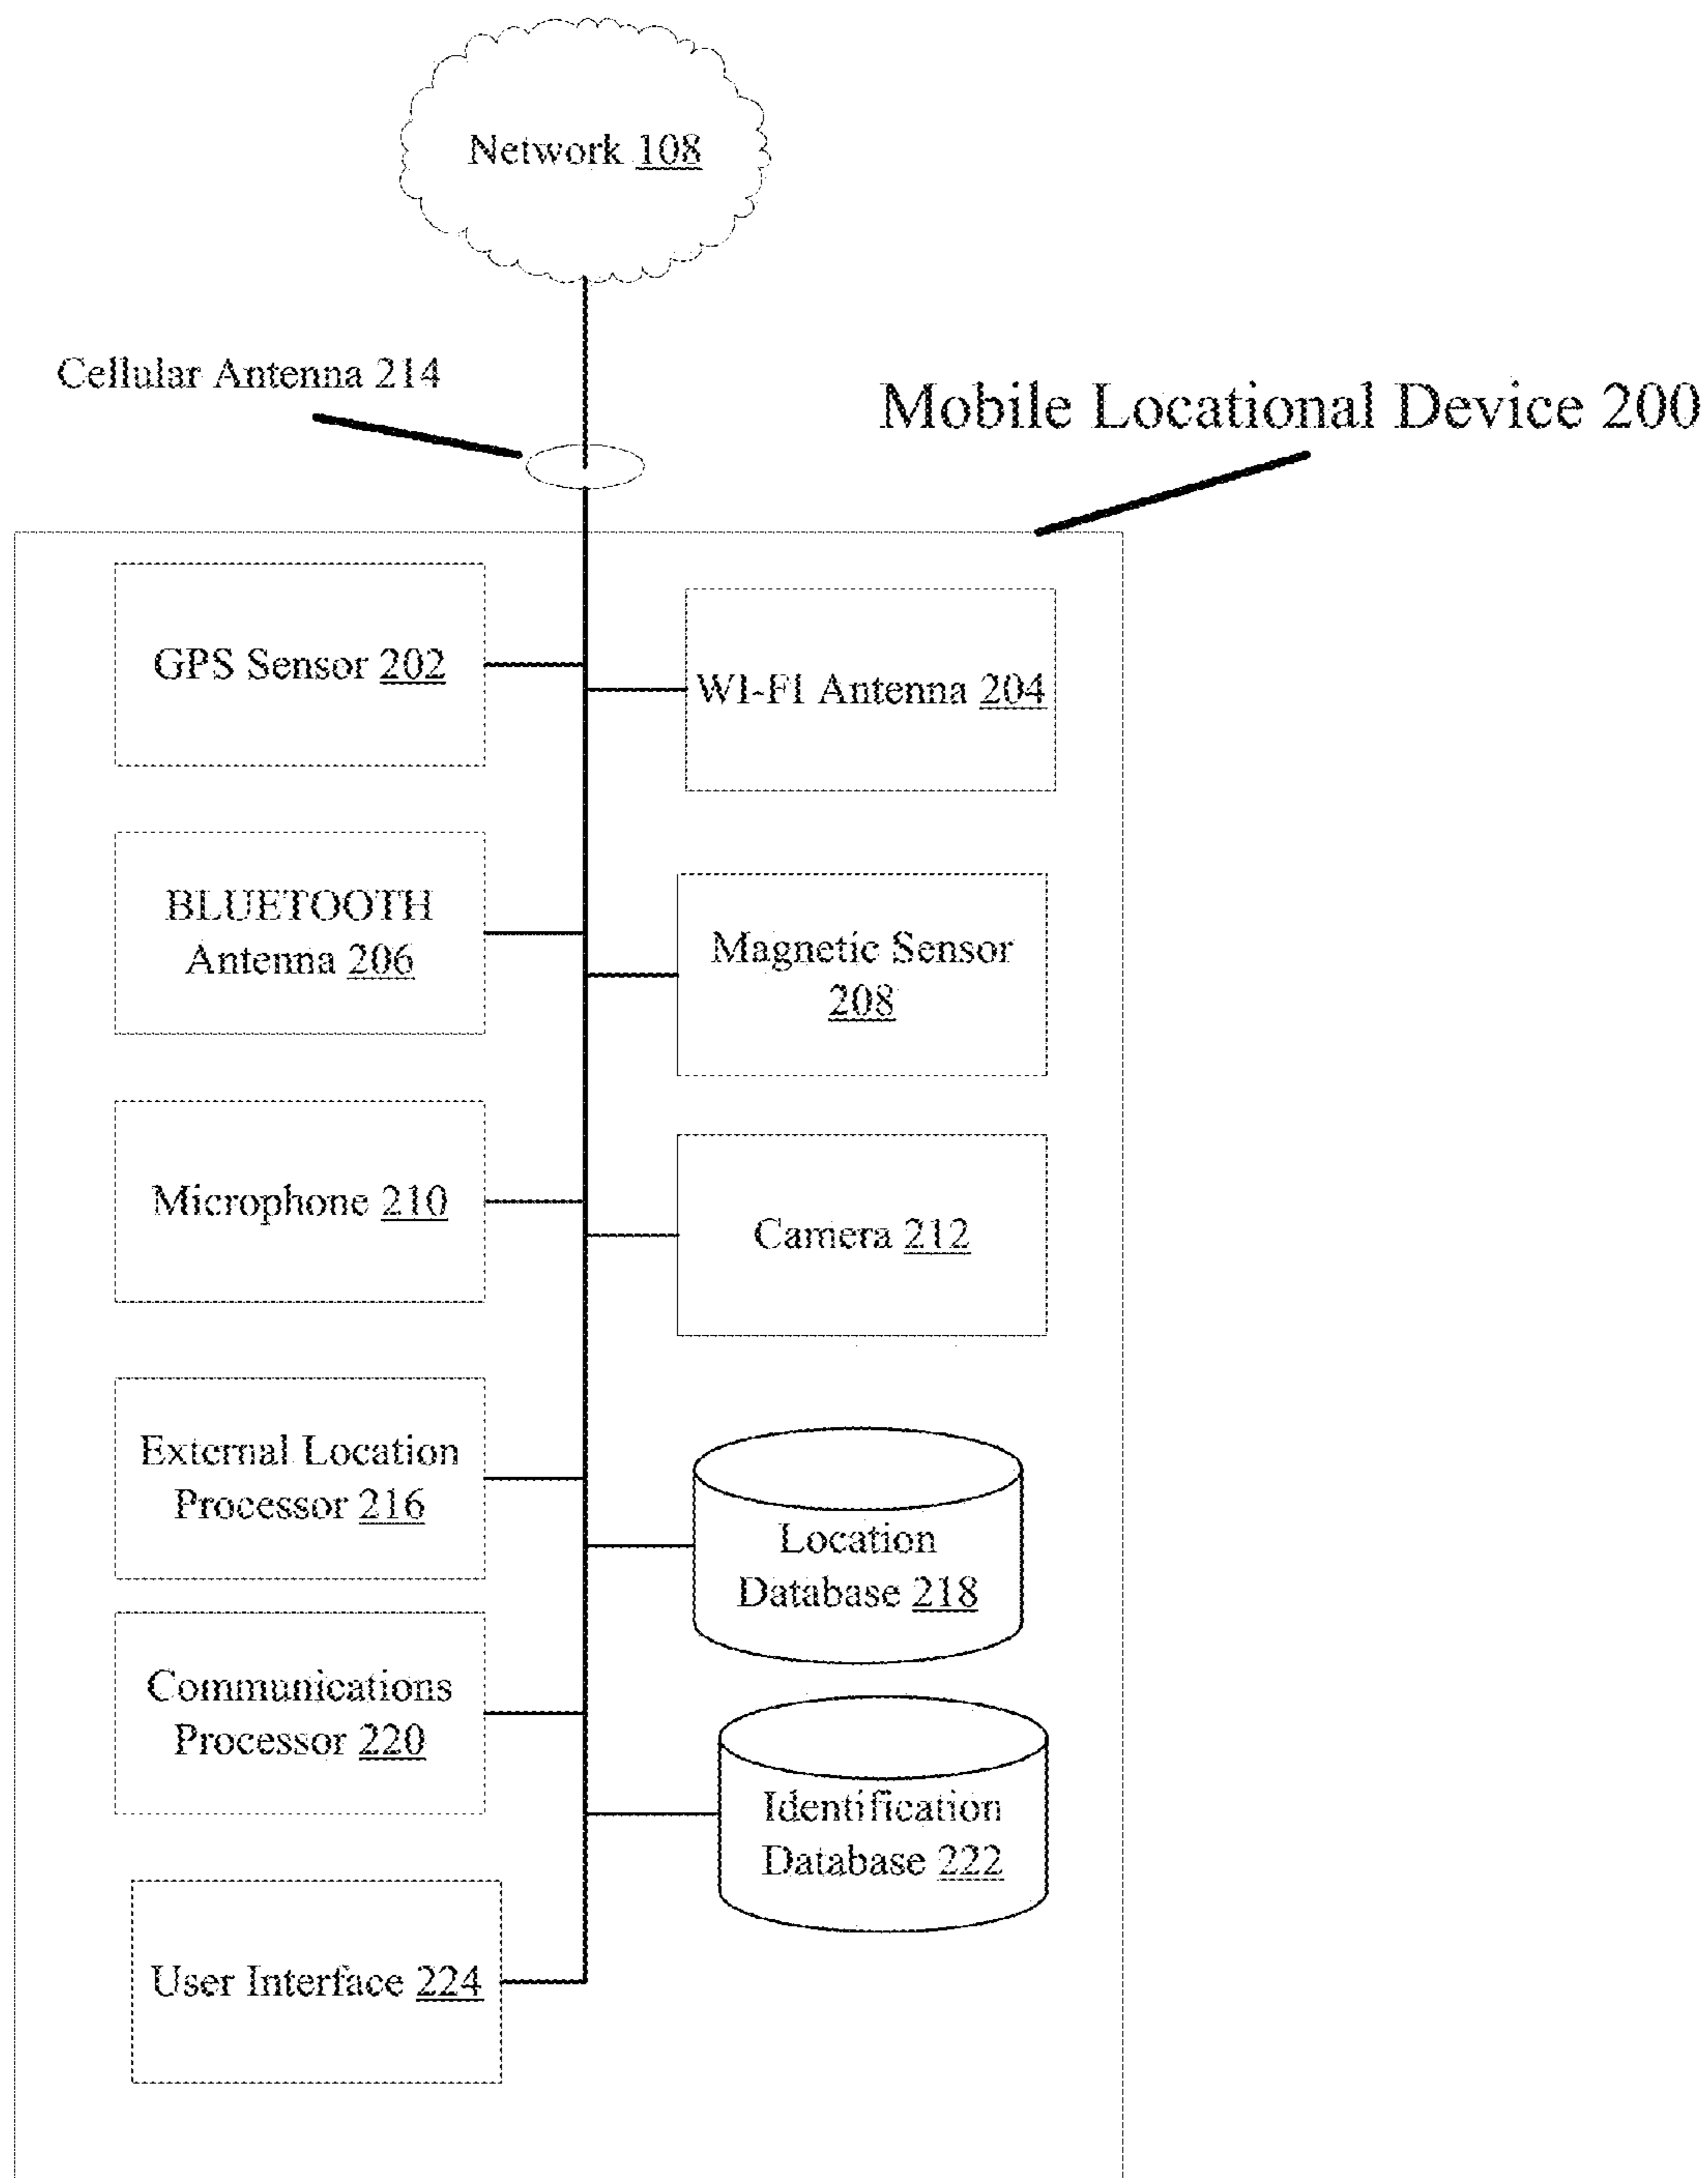 Network 108
Cellular Antenna 214
Mobile Locational Device 200
GPS Sensor 202
WI-FI Antenna 204
BLUETOOTH
Antenna 206
Magnetic Sensor
208
Microphone 210
Camera 212
External Location
Processor 216
Location
Database 218
Communications
Processor 220
Identification
Database 222
User Interface 224